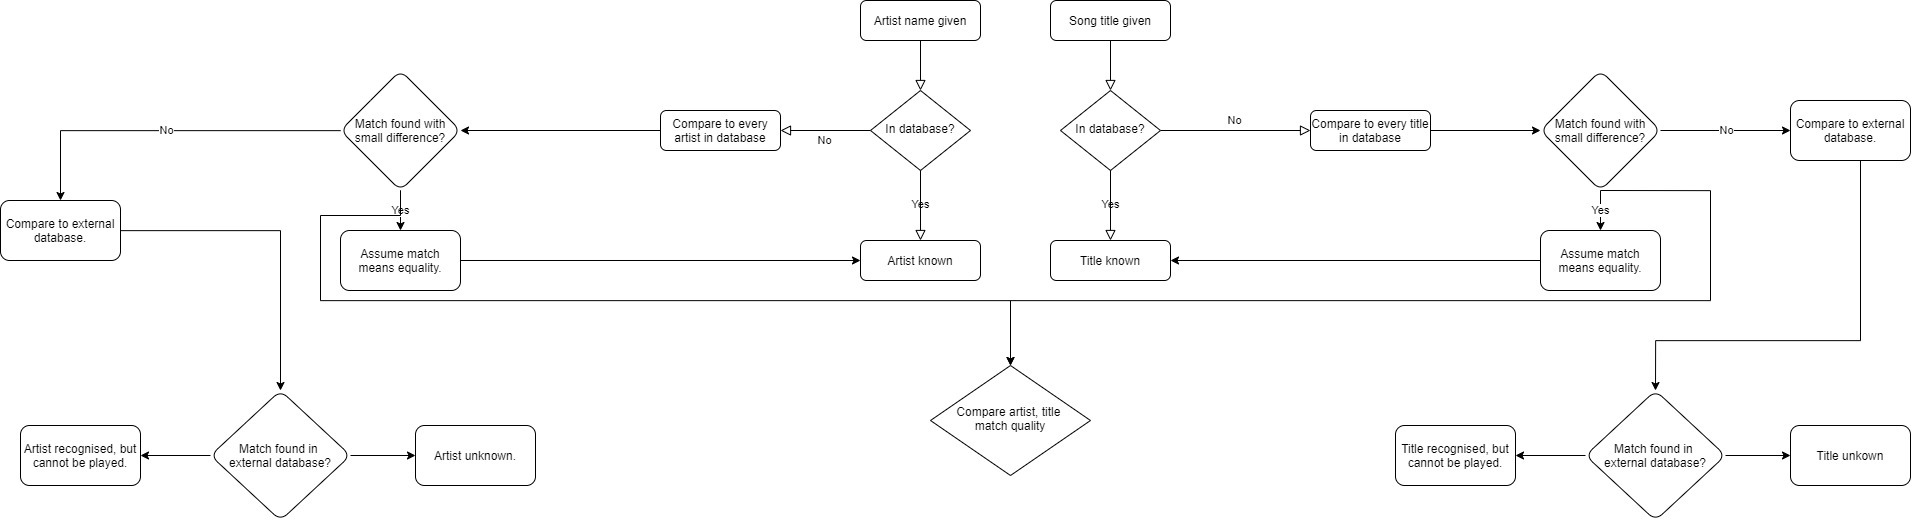 Artist name given
Song title given
Match found with
small difference?
Compare to every
artist in database
In database?
No
In database?
No
Compare to every title
in database
Match found with
small difference?
No
Compare to external
database.
No
Yes
Yes
Yes
Yes
Compare to external
database.
Assume match
means equality.
Artist known
Title known
Assume match
means equality.
Compare artist, title
match quality
Artist recognised, but
cannot be played.
Match found in
external database?
Artist unknown.
Title recognised, but
cannot be played.
Match found in
external database?
Title unkown